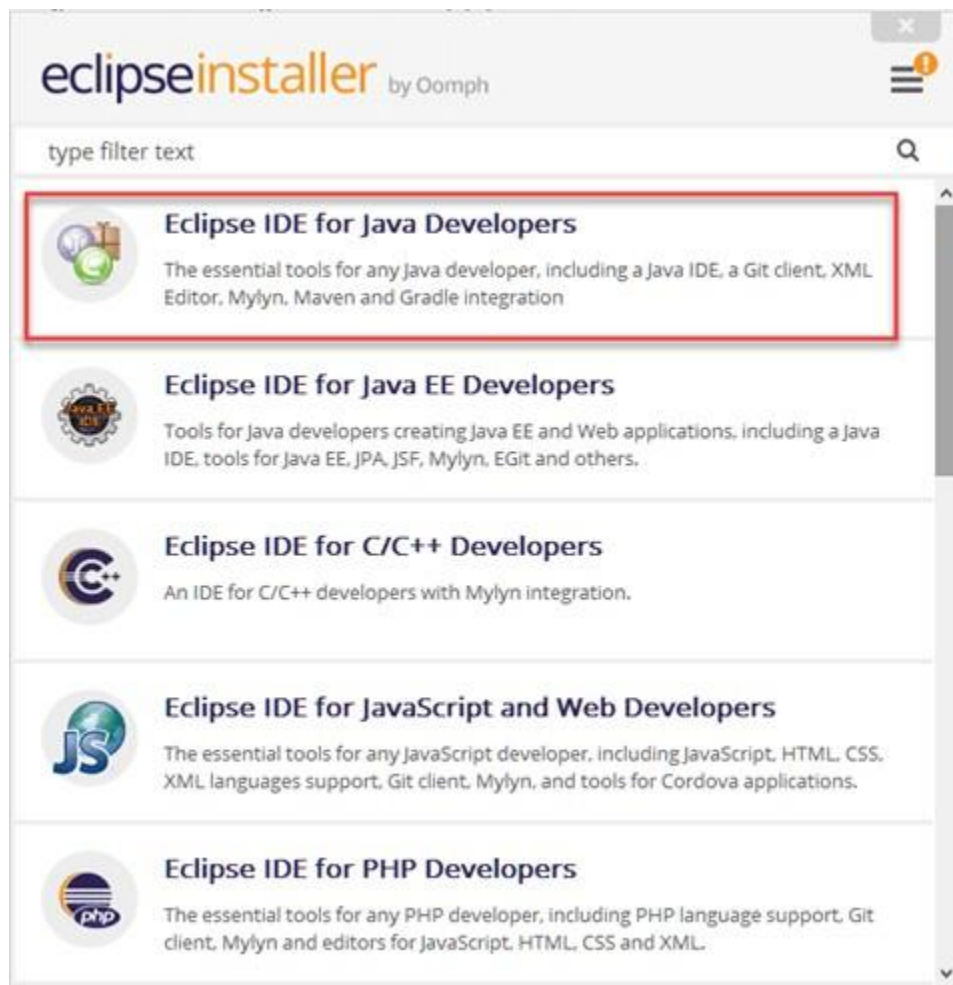 eclipseinstaller by Oomph
type filter text
Eclipse IDE for Java Developers
The essential tools for any Java developer, including a Java IDE, a Git client, XML
Editor, Mylyn, Maven and Gradle integration
Eclipse IDE for Java EE Developers
Java EE
IDE
Tools for Java developers creating Java EE and Web applications, including a Java
IDE, tools for Java EE, JPA, JSF, Mylyn, EGit and others.
Eclipse IDE for C/C++ Developers
C++
An IDE for C/C++ developers with Mylyn integration.
Eclipse IDE for JavaScript and Web Developers
JS
The essential tools for any JavaScript developer, including JavaScript, HTML, CSS,
XML languages support, Git client, Mylyn, and tools for Cordova applications.
Eclipse IDE for PHP Developers
php
The essential tools for any PHP developer, including PHP language support, Git
client, Mylyn and editors for JavaScript, HTML, CSS and XML.